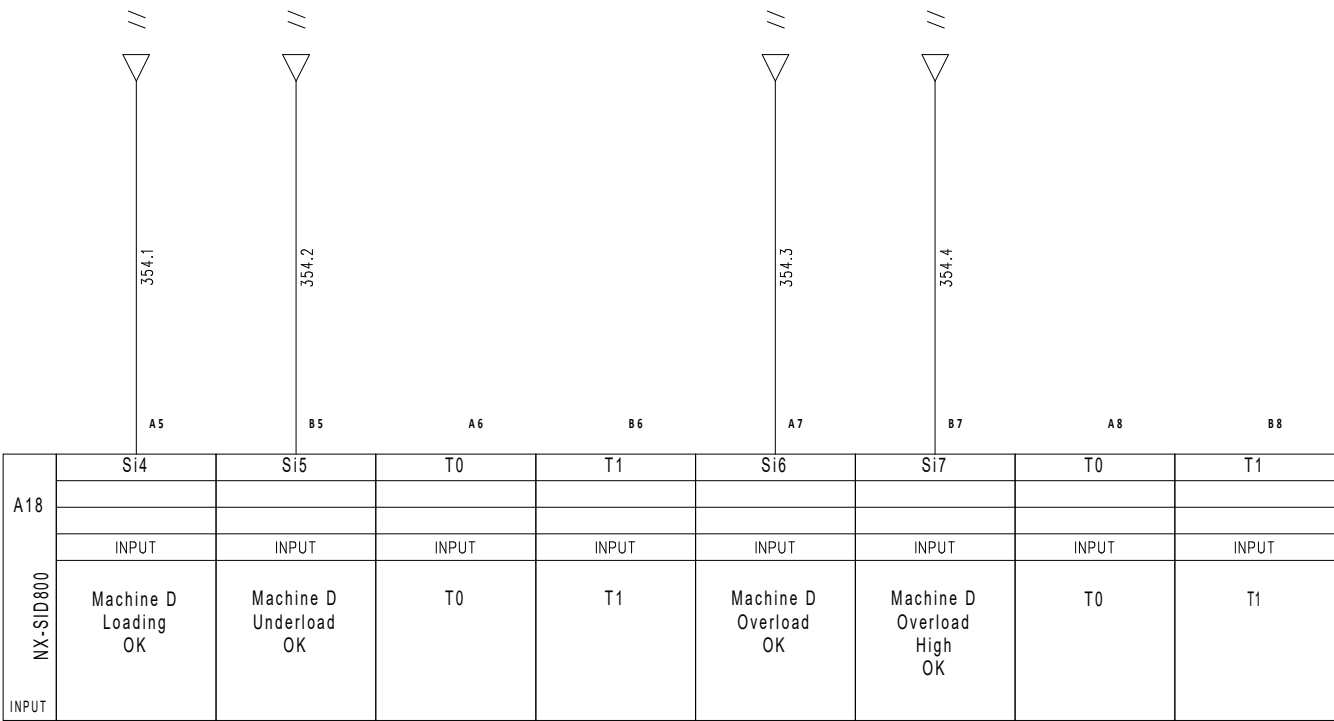 354.1
354.2
354.3
354.4
A5 B5 A6 B6 A7 B7 A8 B8
Si4 Si5 T0 T1 Si6 Si7 T0 T1
A18
INPUT INPUT INPUT INPUT INPUT INPUT INPUT INPUT
NX-SID800
Machine D
Loading
OK
Machine D
Underload
OK
T0
T1
Machine D
Overload
OK
Machine D
Overload
High
OK
T0
T1
INPUT